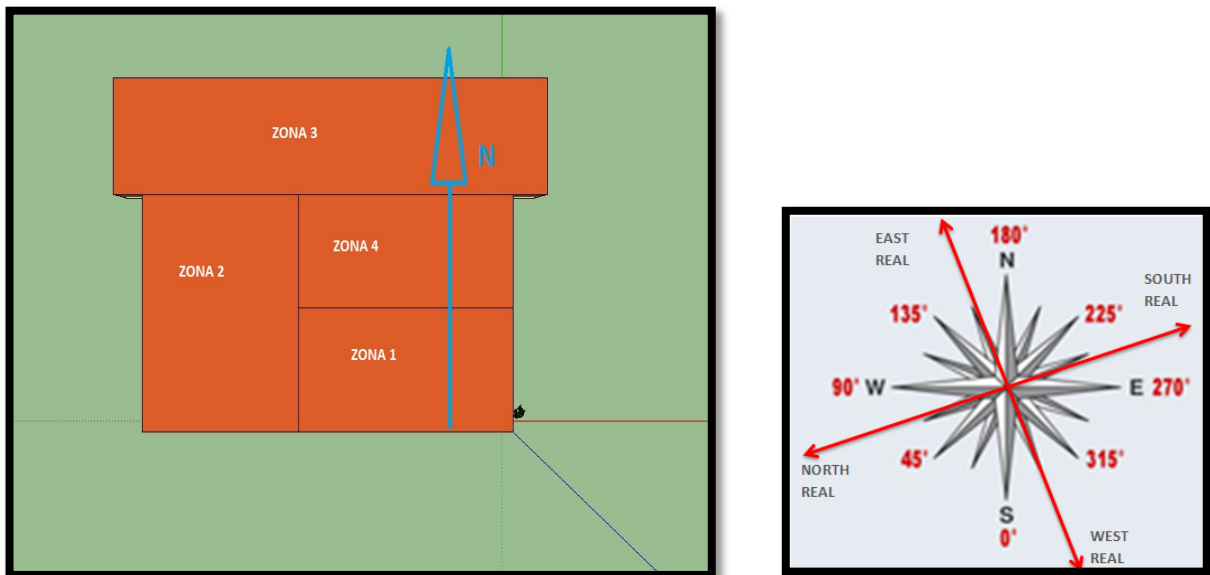 ZONA 3
N
ZONA 4
ZONA 2
ZONA 1
EAST
REAL
180°
N
SOUTH
REAL
135°
225°
90° W
E 270°
NORTH
REAL
45°
315°
S
0°
WEST
REAL